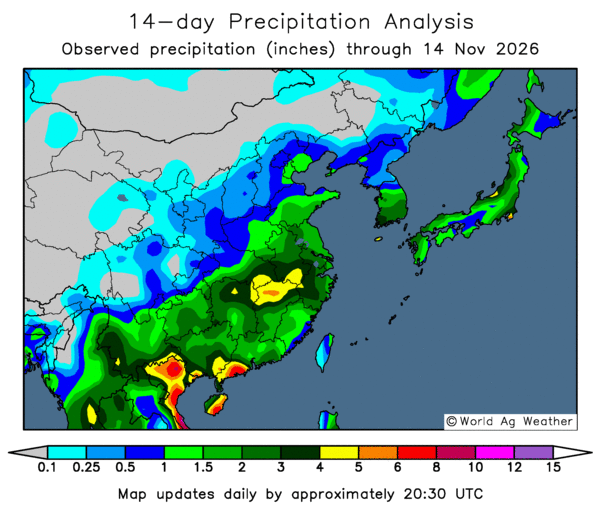 14-day Precipitation Analysis
Observed precipitation (inches) through 14 Nov 2026
© World Ag Weather
0.1 0.25 0.5 1 1.5 2 3 4 5 6 8 10 12 15
Map updates daily by approximately 20:30 UTC